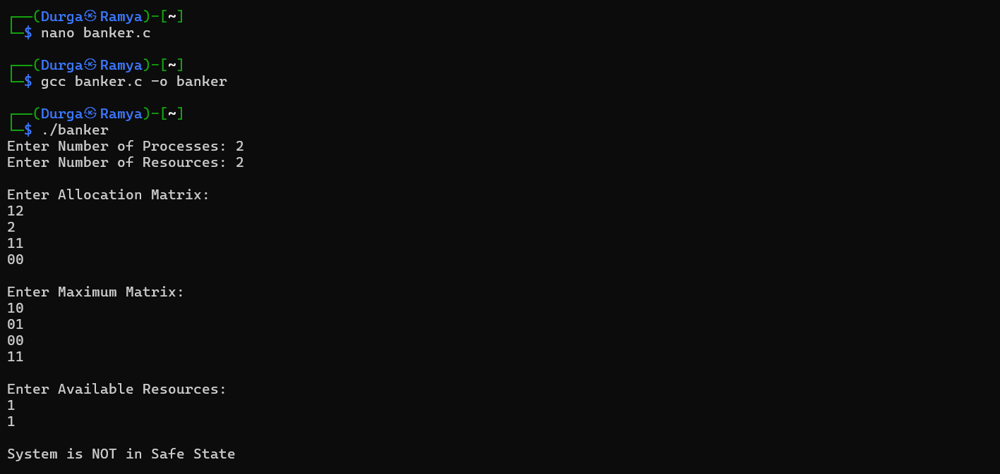 ┌──(Durga㉿Ramya)-[~]
└─$ nano banker.c
┌──(Durga㉿Ramya)-[~]
└─$ gcc banker.c -o banker
┌──(Durga㉿Ramya)-[~]
└─$ ./banker
Enter Number of Processes: 2
Enter Number of Resources: 2
Enter Allocation Matrix:
12
2
11
00
Enter Maximum Matrix:
10
01
00
11
Enter Available Resources:
1
1
System is NOT in Safe State